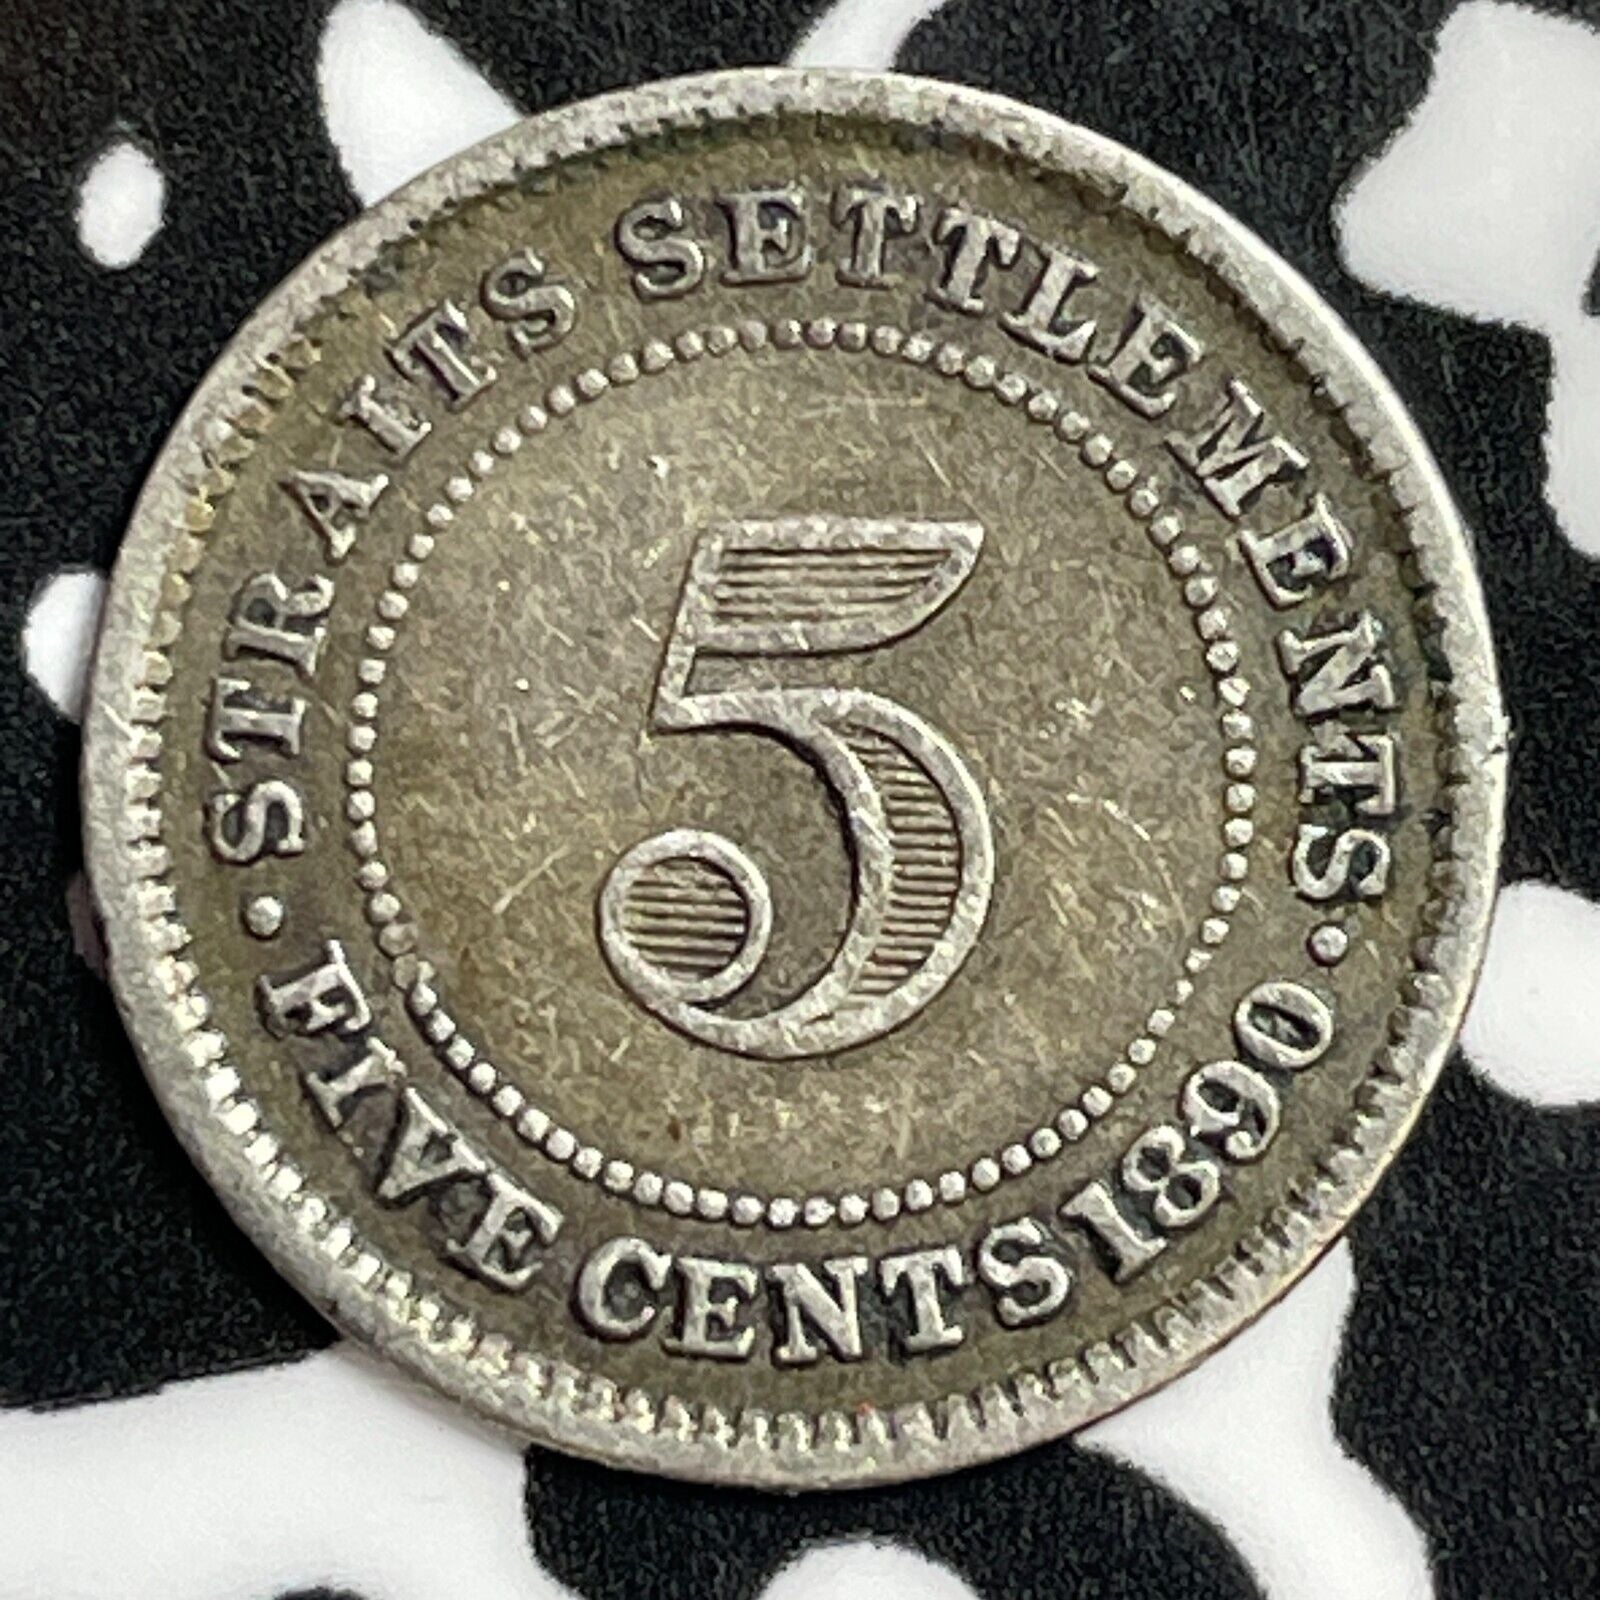 · STRAITS SETTLEMENTS ·
FIVE CENTS 1890
5